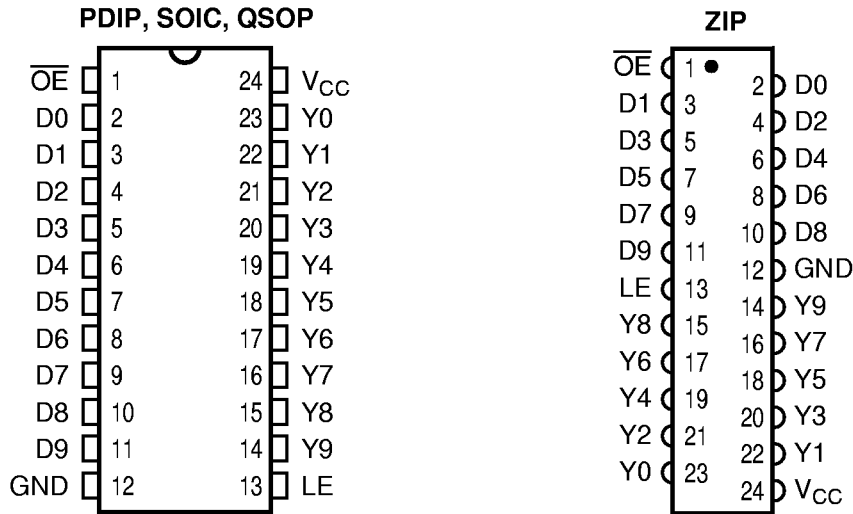 PDIP, SOIC, QSOP
O̅E̅ 1 24 VCC
D0 2 23 Y0
D1 3 22 Y1
D2 4 21 Y2
D3 5 20 Y3
D4 6 19 Y4
D5 7 18 Y5
D6 8 17 Y6
D7 9 16 Y7
D8 10 15 Y8
D9 11 14 Y9
GND 12 13 LE
ZIP
O̅E̅ 1
2 D0
D1 3
4 D2
D3 5
6 D4
D5 7
8 D6
D7 9
10 D8
D9 11
12 GND
LE 13
14 Y9
Y8 15
16 Y7
Y6 17
18 Y5
Y4 19
20 Y3
Y2 21
22 Y1
Y0 23
24 VCC